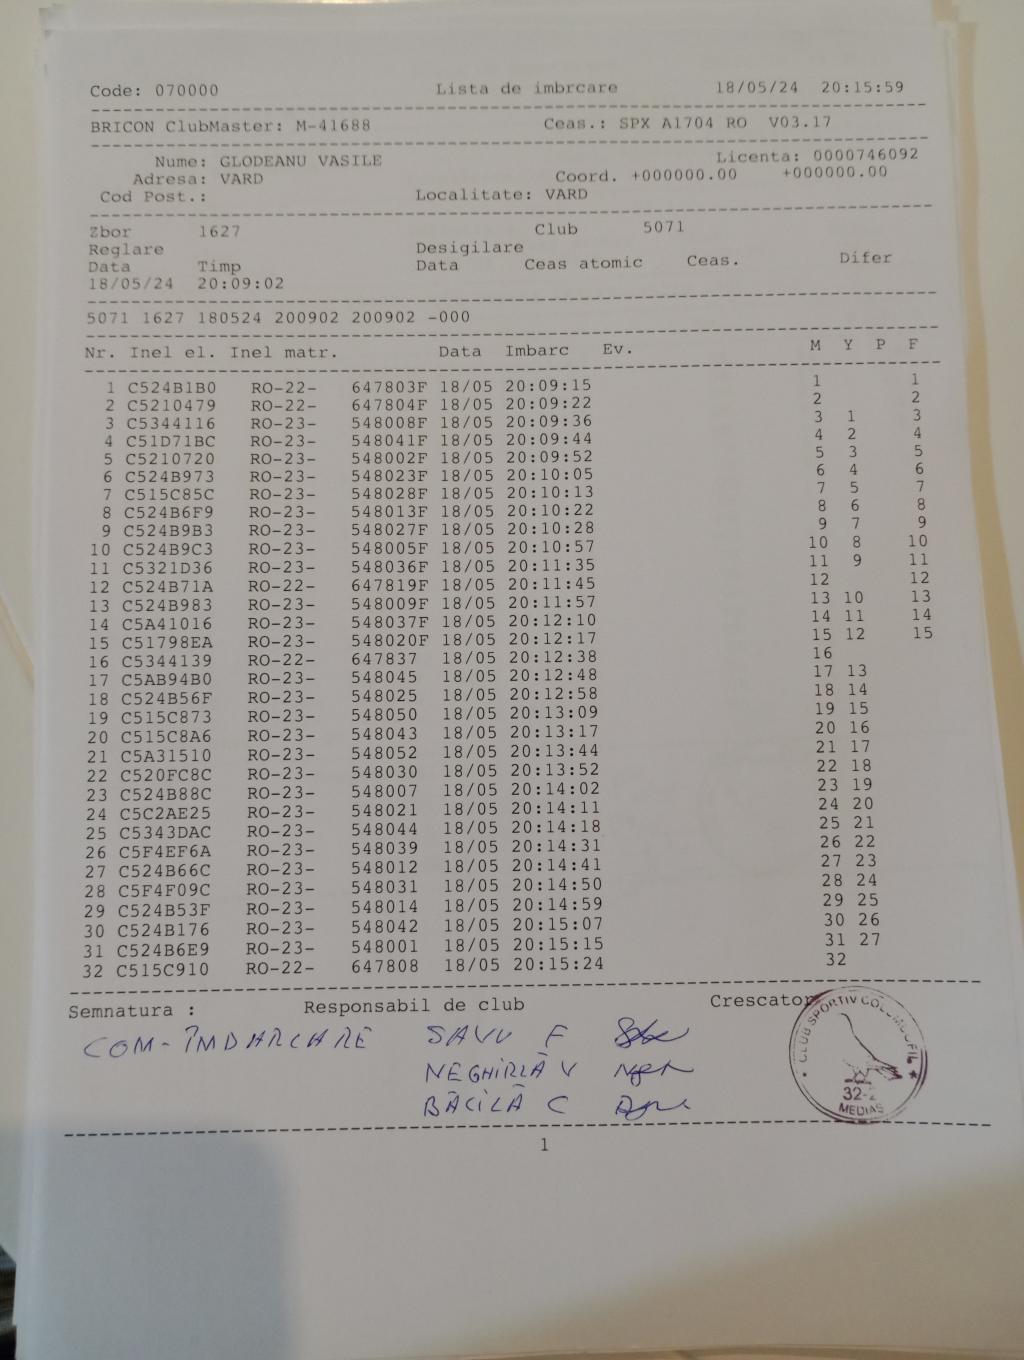 Code: 070000 Lista de imbrcare 18/05/24 20:15:59
BRICON ClubMaster: M-41688 Ceas.: SPX A1704 RO V03.17
Nume: GLODEANU VASILE Licenta: 0000746092
Adresa: VARD Coord. +000000.00 +000000.00
Cod Post.: Localitate: VARD
Zbor 1627 Club 5071
Reglare Desigilare
Data Timp Data Ceas atomic Ceas. Difer
18/05/24 20:09:02
5071 1627 180524 200902 200902 -000
Nr. Inel el. Inel matr. Data Imbarc Ev. M Y P F
1 C524B1B0 RO-22- 647803F 18/05 20:09:15 1 1
2 C5210479 RO-22- 647804F 18/05 20:09:22 2 2
3 C5344116 RO-23- 548008F 18/05 20:09:36 3 1 3
4 C51D71BC RO-23- 548041F 18/05 20:09:44 4 2 4
5 C5210720 RO-23- 548002F 18/05 20:09:52 5 3 5
6 C524B973 RO-23- 548023F 18/05 20:10:05 6 4 6
7 C515C85C RO-23- 548028F 18/05 20:10:13 7 5 7
8 C524B6F9 RO-23- 548013F 18/05 20:10:22 8 6 8
9 C524B9B3 RO-23- 548027F 18/05 20:10:28 9 7 9
10 C524B9C3 RO-23- 548005F 18/05 20:10:57 10 8 10
11 C5321D36 RO-23- 548036F 18/05 20:11:35 11 9 11
12 C524B71A RO-22- 647819F 18/05 20:11:45 12 12
13 C524B983 RO-23- 548009F 18/05 20:11:57 13 10 13
14 C5A41016 RO-23- 548037F 18/05 20:12:10 14 11 14
15 C51798EA RO-23- 548020F 18/05 20:12:17 15 12 15
16 C5344139 RO-22- 647837 18/05 20:12:38 16
17 C5AB94B0 RO-23- 548045 18/05 20:12:48 17 13
18 C524B56F RO-23- 548025 18/05 20:12:58 18 14
19 C515C873 RO-23- 548050 18/05 20:13:09 19 15
20 C515C8A6 RO-23- 548043 18/05 20:13:17 20 16
21 C5A31510 RO-23- 548052 18/05 20:13:44 21 17
22 C520FC8C RO-23- 548030 18/05 20:13:52 22 18
23 C524B88C RO-23- 548007 18/05 20:14:02 23 19
24 C5C2AE25 RO-23- 548021 18/05 20:14:11 24 20
25 C5343DAC RO-23- 548044 18/05 20:14:18 25 21
26 C5F4EF6A RO-23- 548039 18/05 20:14:31 26 22
27 C524B66C RO-23- 548012 18/05 20:14:41 27 23
28 C5F4F09C RO-23- 548031 18/05 20:14:50 28 24
29 C524B53F RO-23- 548014 18/05 20:14:59 29 25
30 C524B176 RO-23- 548042 18/05 20:15:07 30 26
31 C524B6E9 RO-23- 548001 18/05 20:15:15 31 27
32 C515C910 RO-22- 647808 18/05 20:15:24 32
Semnatura : Responsabil de club Crescator
COM-ÎMDARCARE SAVU F
NEGHIRLĂ V
BĂCILĂ C
CLUB SPORTIV COLUMBOFIL
32-2
MEDIAS
1